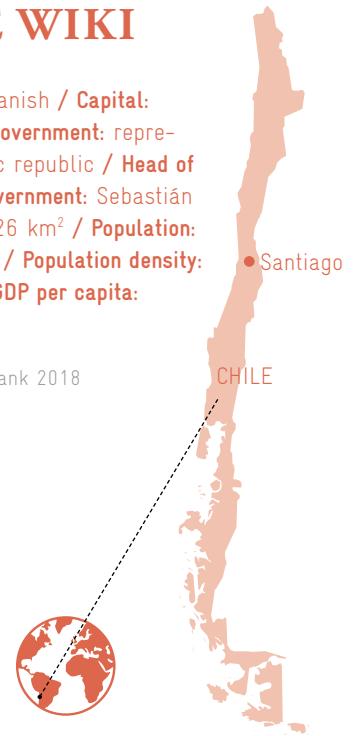 WIKI
anish / Capital:
overnment: repre-
c republic / Head of
vernment: Sebastián
26 km² / Population:
/ Population density:
GDP per capita:
ank 2018
Santiago
CHILE